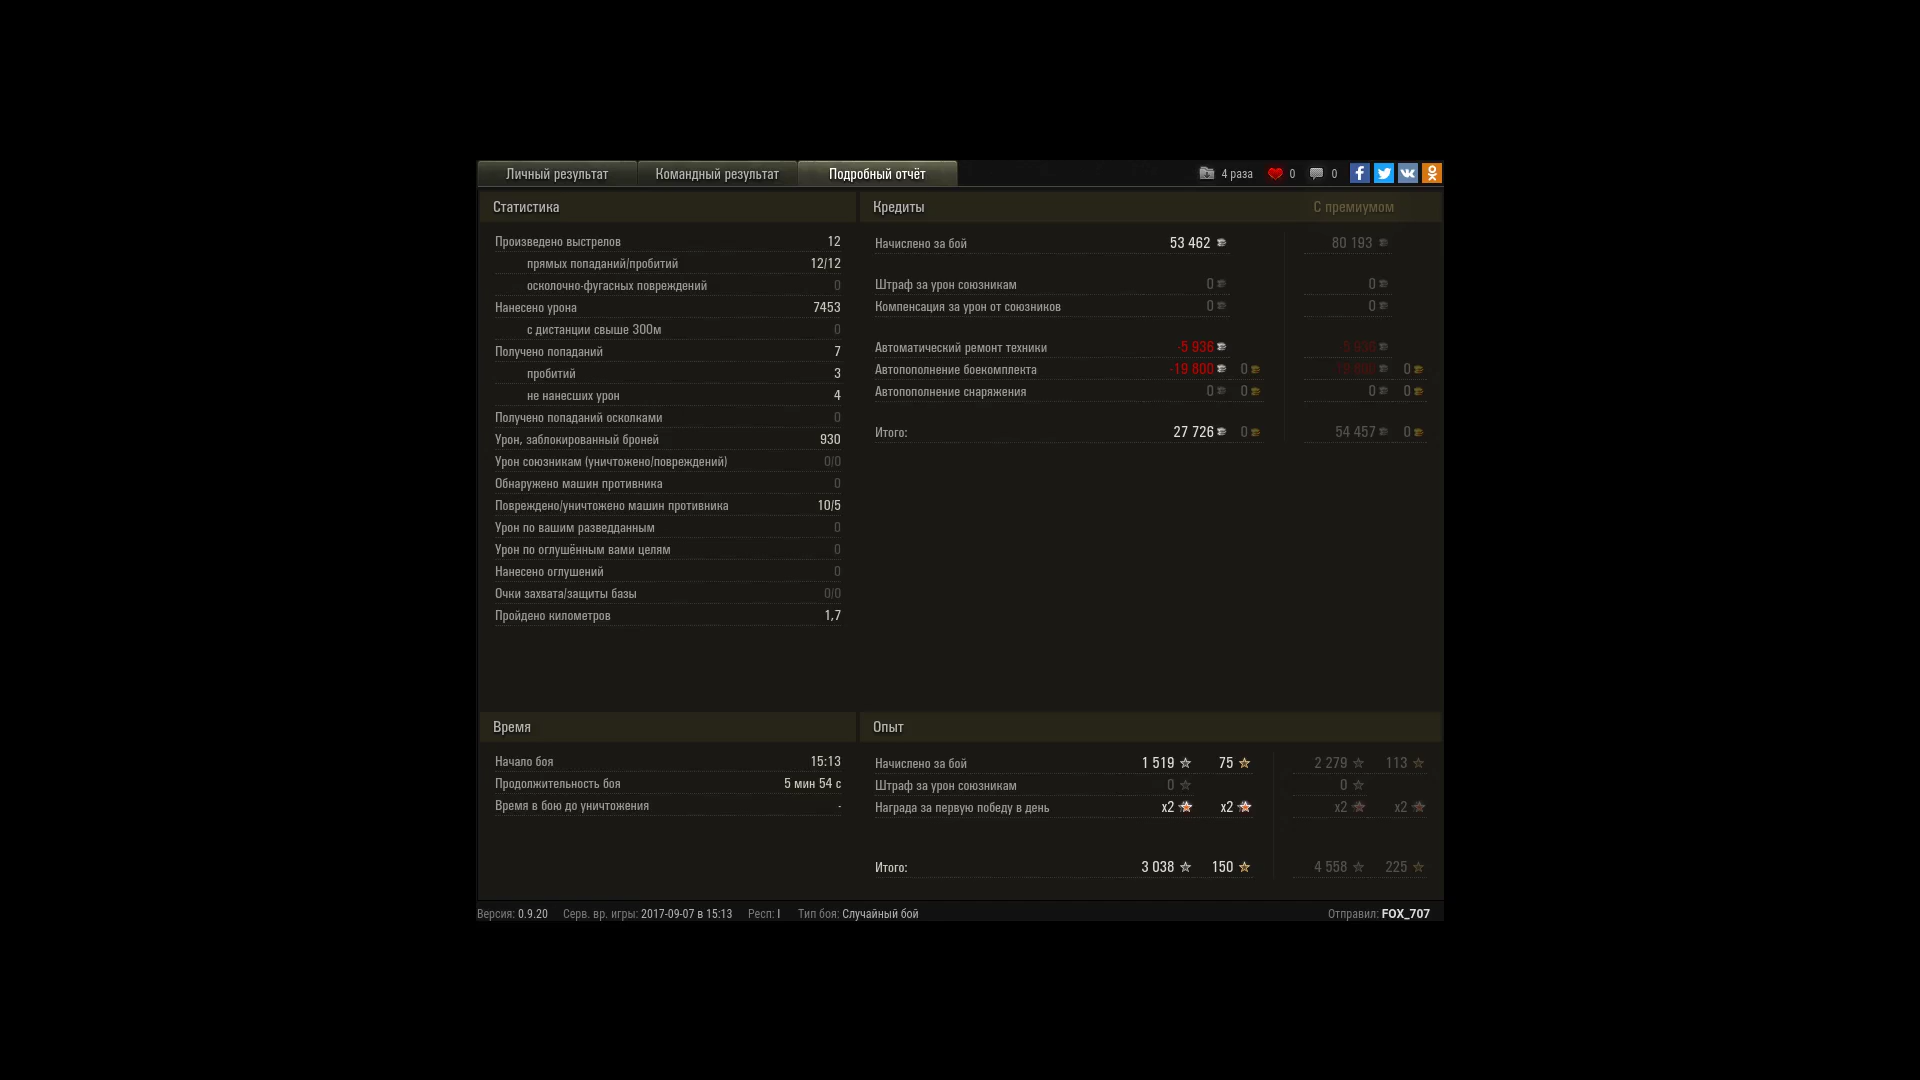 Личный результат Командный результат Подробный отчёт 4 раза 0 0
Статистика
Произведено выстрелов 12
прямых попаданий/пробитий 12/12
осколочно-фугасных повреждений 0
Нанесено урона 7453
с дистанции свыше 300м 0
Получено попаданий 7
пробитий 3
не нанесших урон 4
Получено попаданий осколками 0
Урон, заблокированный броней 930
Урон союзникам (уничтожено/повреждений) 0/0
Обнаружено машин противника 0
Повреждено/уничтожено машин противника 10/5
Урон по вашим разведданным 0
Урон по оглушённым вами целям 0
Нанесено оглушений 0
Очки захвата/защиты базы 0/0
Пройдено километров 1,7
Кредиты С премиумом
Начислено за бой 53 462 80 193
Штраф за урон союзникам 0 0
Компенсация за урон от союзников 0 0
Автоматический ремонт техники -5 936 -5 936
Автопополнение боекомплекта -19 800 0 -19 800 0
Автопополнение снаряжения 0 0 0 0
Итого: 27 726 0 54 457 0
Время
Начало боя 15:13
Продолжительность боя 5 мин 54 с
Время в бою до уничтожения -
Опыт
Начислено за бой 1 519 75 2 279 113
Штраф за урон союзникам 0 0
Награда за первую победу в день x2 x2 x2 x2
Итого: 3 038 150 4 558 225
Версия: 0.9.20 Серв. вр. игры: 2017-09-07 в 15:13 Респ: I Тип боя: Случайный бой Отправил: FOX_707